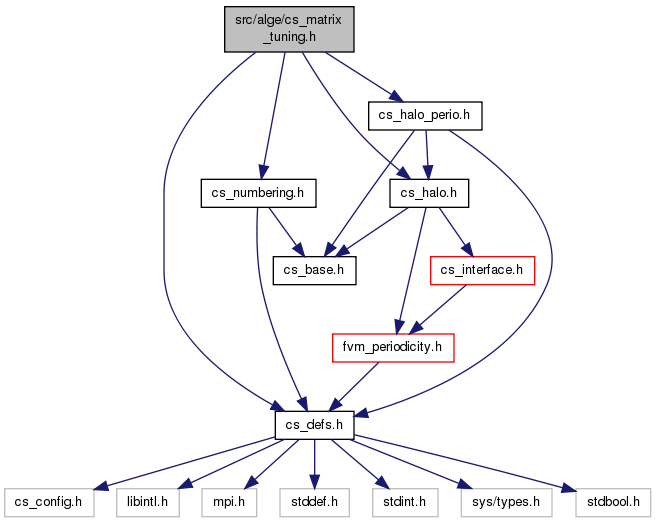 src/alge/cs_matrix
_tuning.h
cs_halo_perio.h
cs_numbering.h
cs_halo.h
cs_base.h
cs_interface.h
fvm_periodicity.h
cs_defs.h
cs_config.h
libintl.h
mpi.h
stddef.h
stdint.h
sys/types.h
stdbool.h